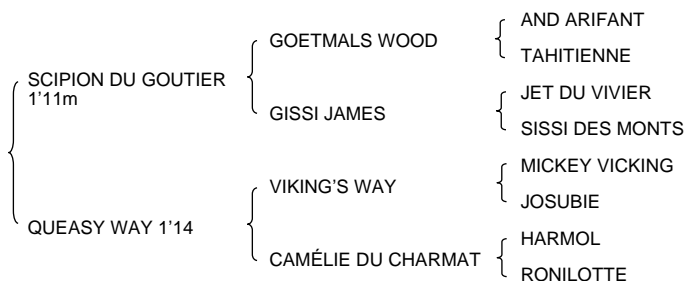 AND ARIFANT
GOETMALS WOOD
TAHITIENNE
SCIPION DU GOUTIER
1'11m
JET DU VIVIER
GISSI JAMES
SISSI DES MONTS
MICKEY VICKING
VIKING'S WAY
JOSUBIE
QUEASY WAY 1'14
HARMOL
CAMÉLIE DU CHARMAT
RONILOTTE